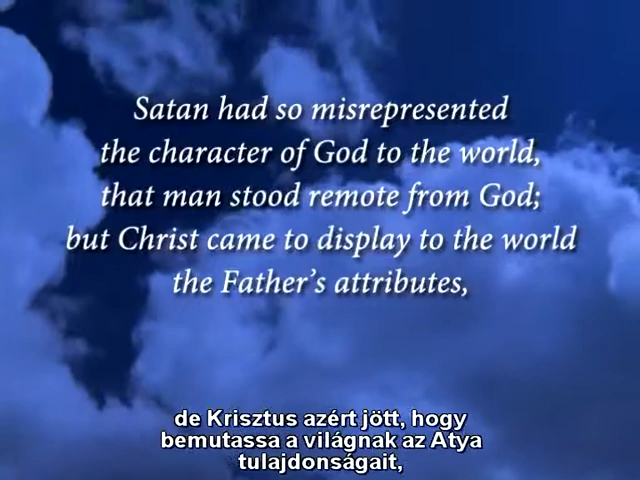 Satan had so misrepresented
the character of God to the world,
that man stood remote from God;
but Christ came to display to the world
the Father’s attributes,
de Krisztus azért jött, hogy
bemutassa a világnak az Atya
tulajdonságait,